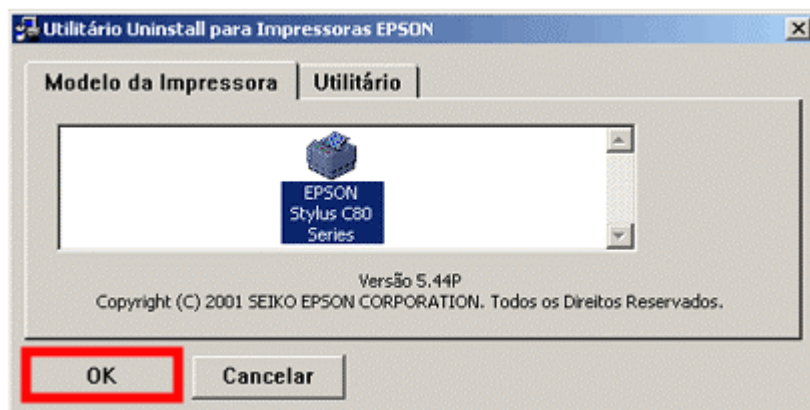 Utilitário Uninstall para Impressoras EPSON
Modelo da Impressora
Utilitário
EPSON
Stylus C80
Series
Versão 5.44P
Copyright (C) 2001 SEIKO EPSON CORPORATION. Todos os Direitos Reservados.
OK
Cancelar